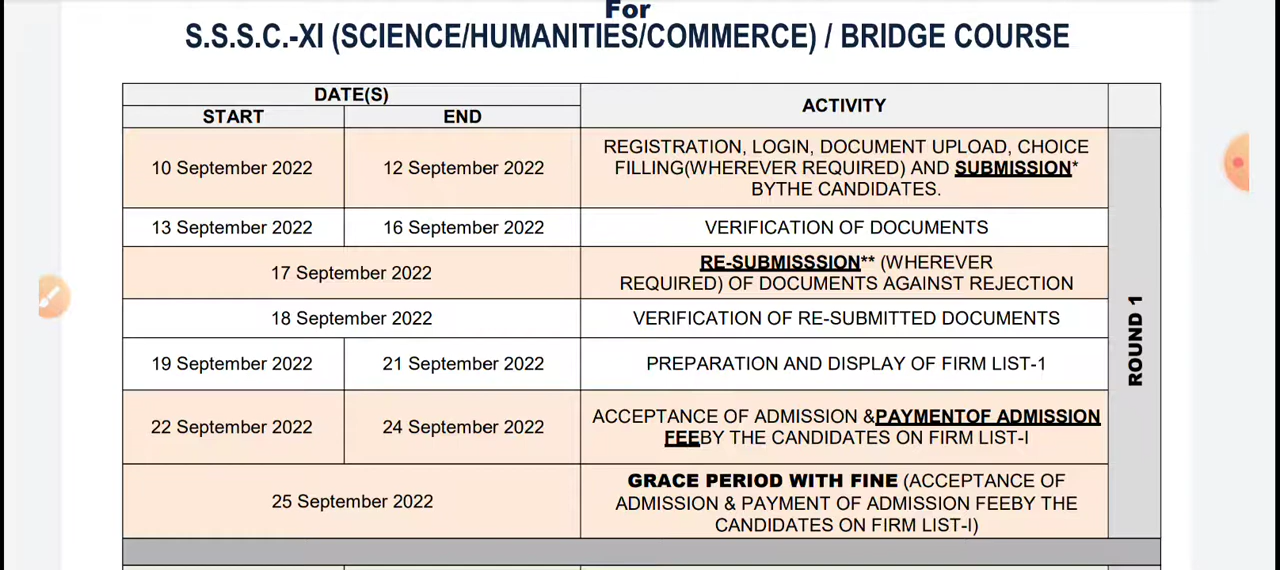 For
S.S.S.C.-XI (SCIENCE/HUMANITIES/COMMERCE) / BRIDGE COURSE
DATE(S)
START
END
ACTIVITY
10 September 2022
12 September 2022
REGISTRATION, LOGIN, DOCUMENT UPLOAD, CHOICE
FILLING(WHEREVER REQUIRED) AND SUBMISSION*
BYTHE CANDIDATES.
13 September 2022
16 September 2022
VERIFICATION OF DOCUMENTS
17 September 2022
RE-SUBMISSSION** (WHEREVER
REQUIRED) OF DOCUMENTS AGAINST REJECTION
18 September 2022
VERIFICATION OF RE-SUBMITTED DOCUMENTS
19 September 2022
21 September 2022
PREPARATION AND DISPLAY OF FIRM LIST-1
22 September 2022
24 September 2022
ACCEPTANCE OF ADMISSION &PAYMENTOF ADMISSION
FEEBY THE CANDIDATES ON FIRM LIST-I
25 September 2022
GRACE PERIOD WITH FINE (ACCEPTANCE OF
ADMISSION & PAYMENT OF ADMISSION FEEBY THE
CANDIDATES ON FIRM LIST-I)
ROUND 1